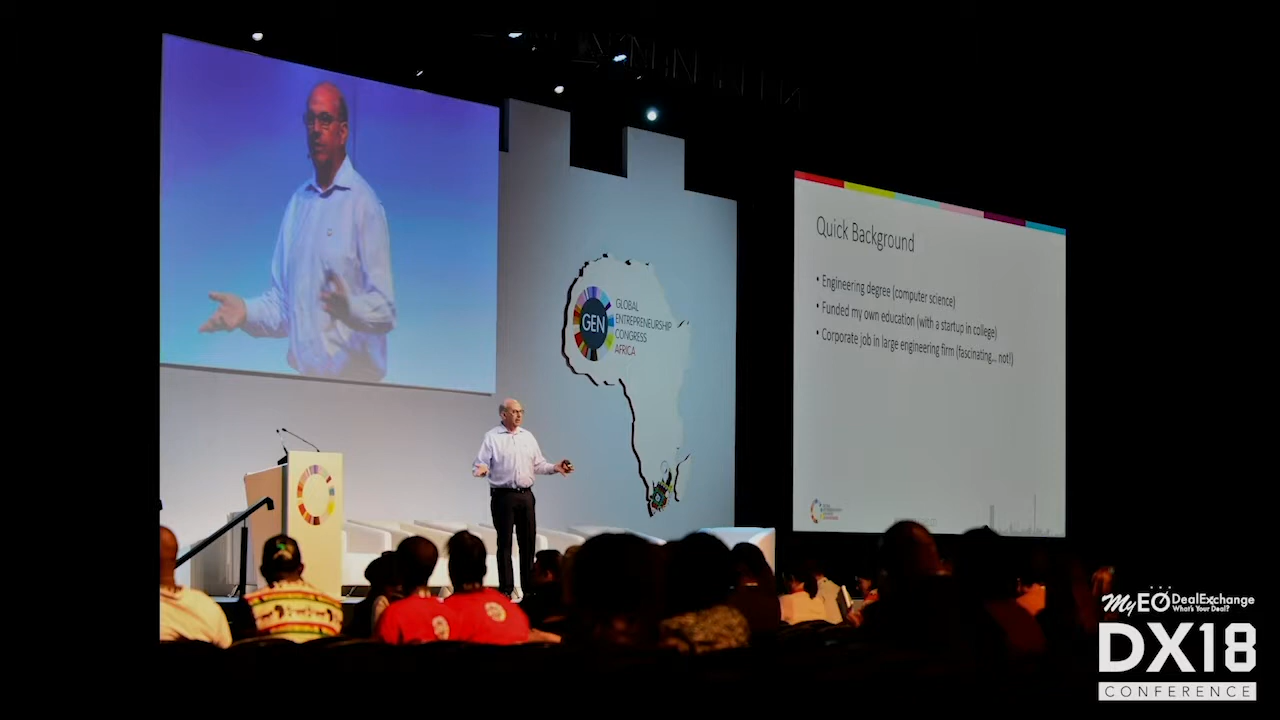 GEN
GLOBAL
ENTREPRENEURSHIP
CONGRESS
AFRICA
Quick Background
• Engineering degree (computer science)
• Funded my own education (with a startup in college)
• Corporate job in large engineering firm (fascinating... not!)
MyEO DealExchange
What's Your Deal?
DX18
CONFERENCE